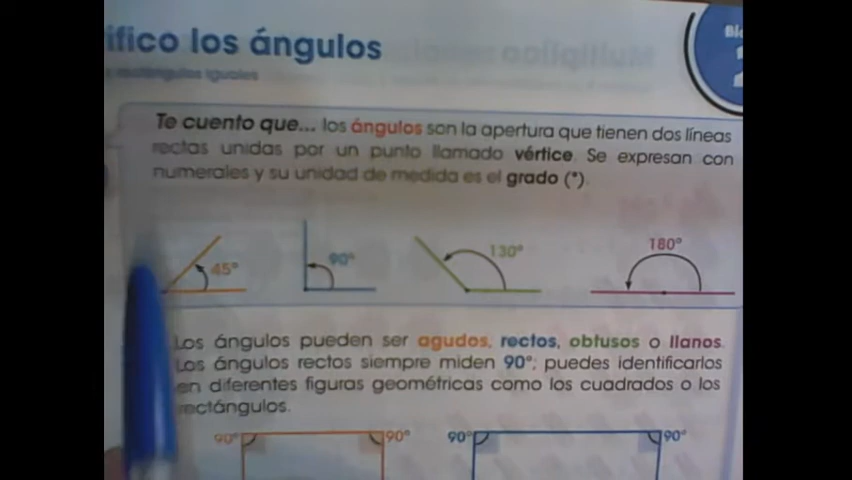 ifico los ángulos
rectángulos iguales
Te cuento que... los ángulos son la apertura que tienen dos líneas
rectas unidas por un punto llamado vértice. Se expresan con
numerales y su unidad de medida es el grado (°).
45° 90° 130° 180°
Los ángulos pueden ser agudos, rectos, obtusos o llanos.
Los ángulos rectos siempre miden 90°; puedes identificarlos
en diferentes figuras geométricas como los cuadrados o los
rectángulos.
90° 90° 90° 90°